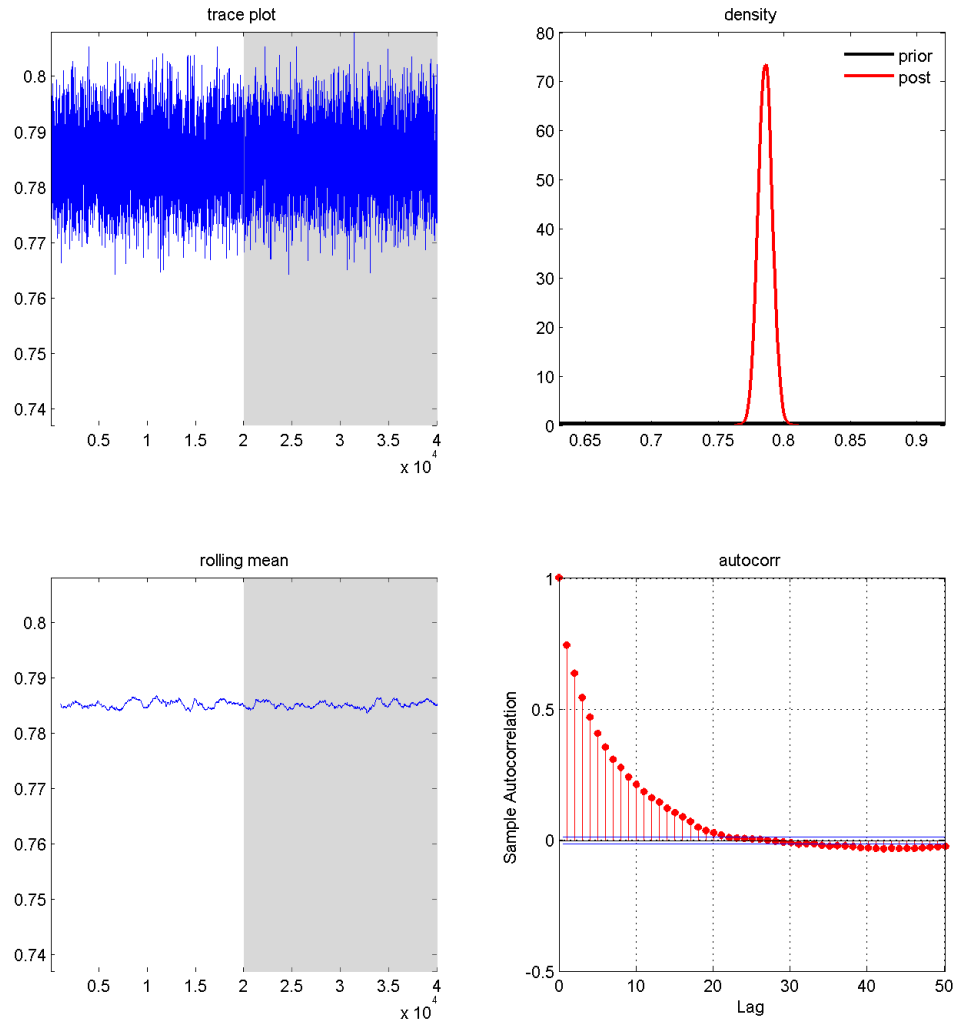 trace plot
0.8
0.79
0.78
0.77
0.76
0.75
0.74
0.5 1 1.5 2 2.5 3 3.5 4
x 10^4
density
80
70
60
50
40
30
20
10
0
prior
post
0.65 0.7 0.75 0.8 0.85 0.9
rolling mean
0.8
0.79
0.78
0.77
0.76
0.75
0.74
0.5 1 1.5 2 2.5 3 3.5 4
x 10^4
autocorr
Sample Autocorrelation
1
0.5
0
-0.5
0 10 20 30 40 50
Lag